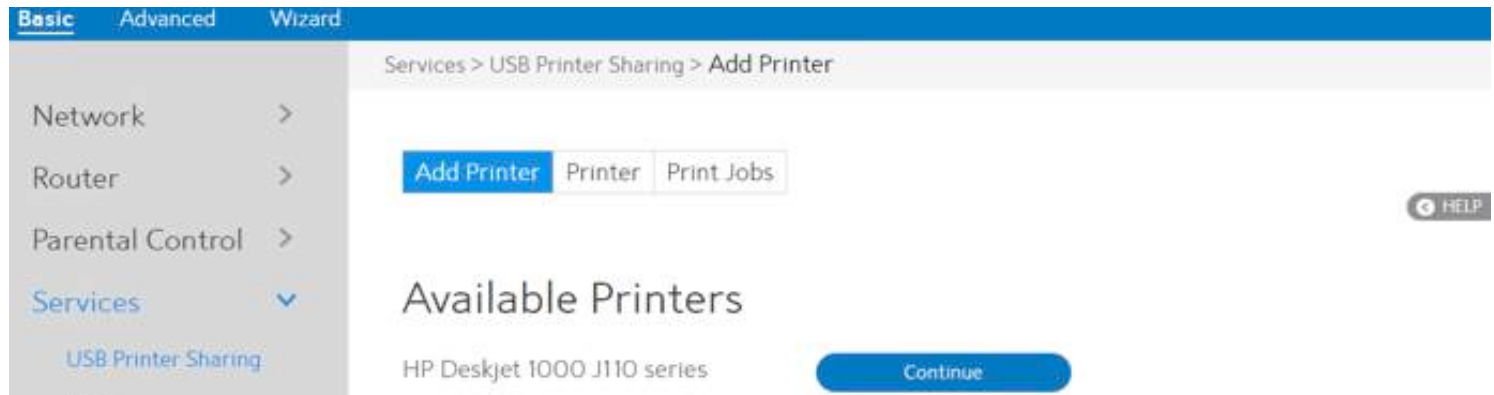 Basic Advanced Wizard
Services > USB Printer Sharing > Add Printer
Network >
Router >
Parental Control >
Services
USB Printer Sharing
Add Printer Printer Print Jobs
HELP
Available Printers
HP Deskjet 1000 J110 series Continue